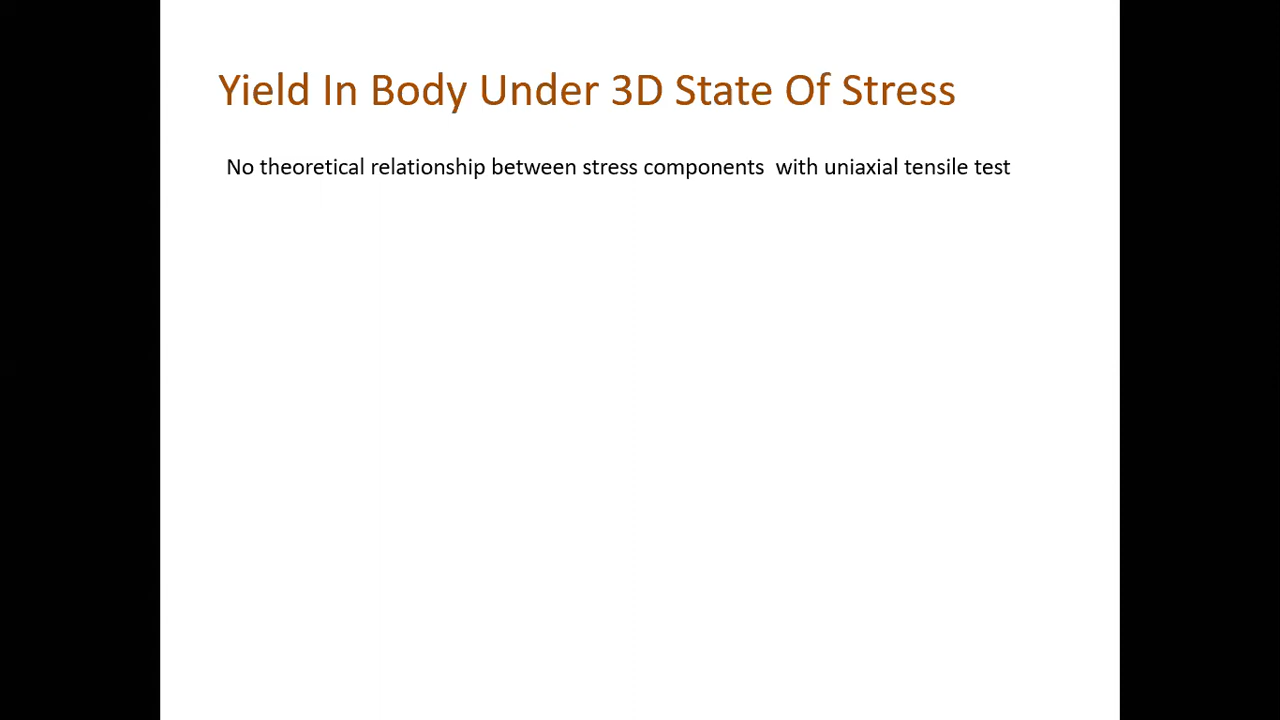 Yield In Body Under 3D State Of Stress
No theoretical relationship between stress components  with uniaxial tensile test